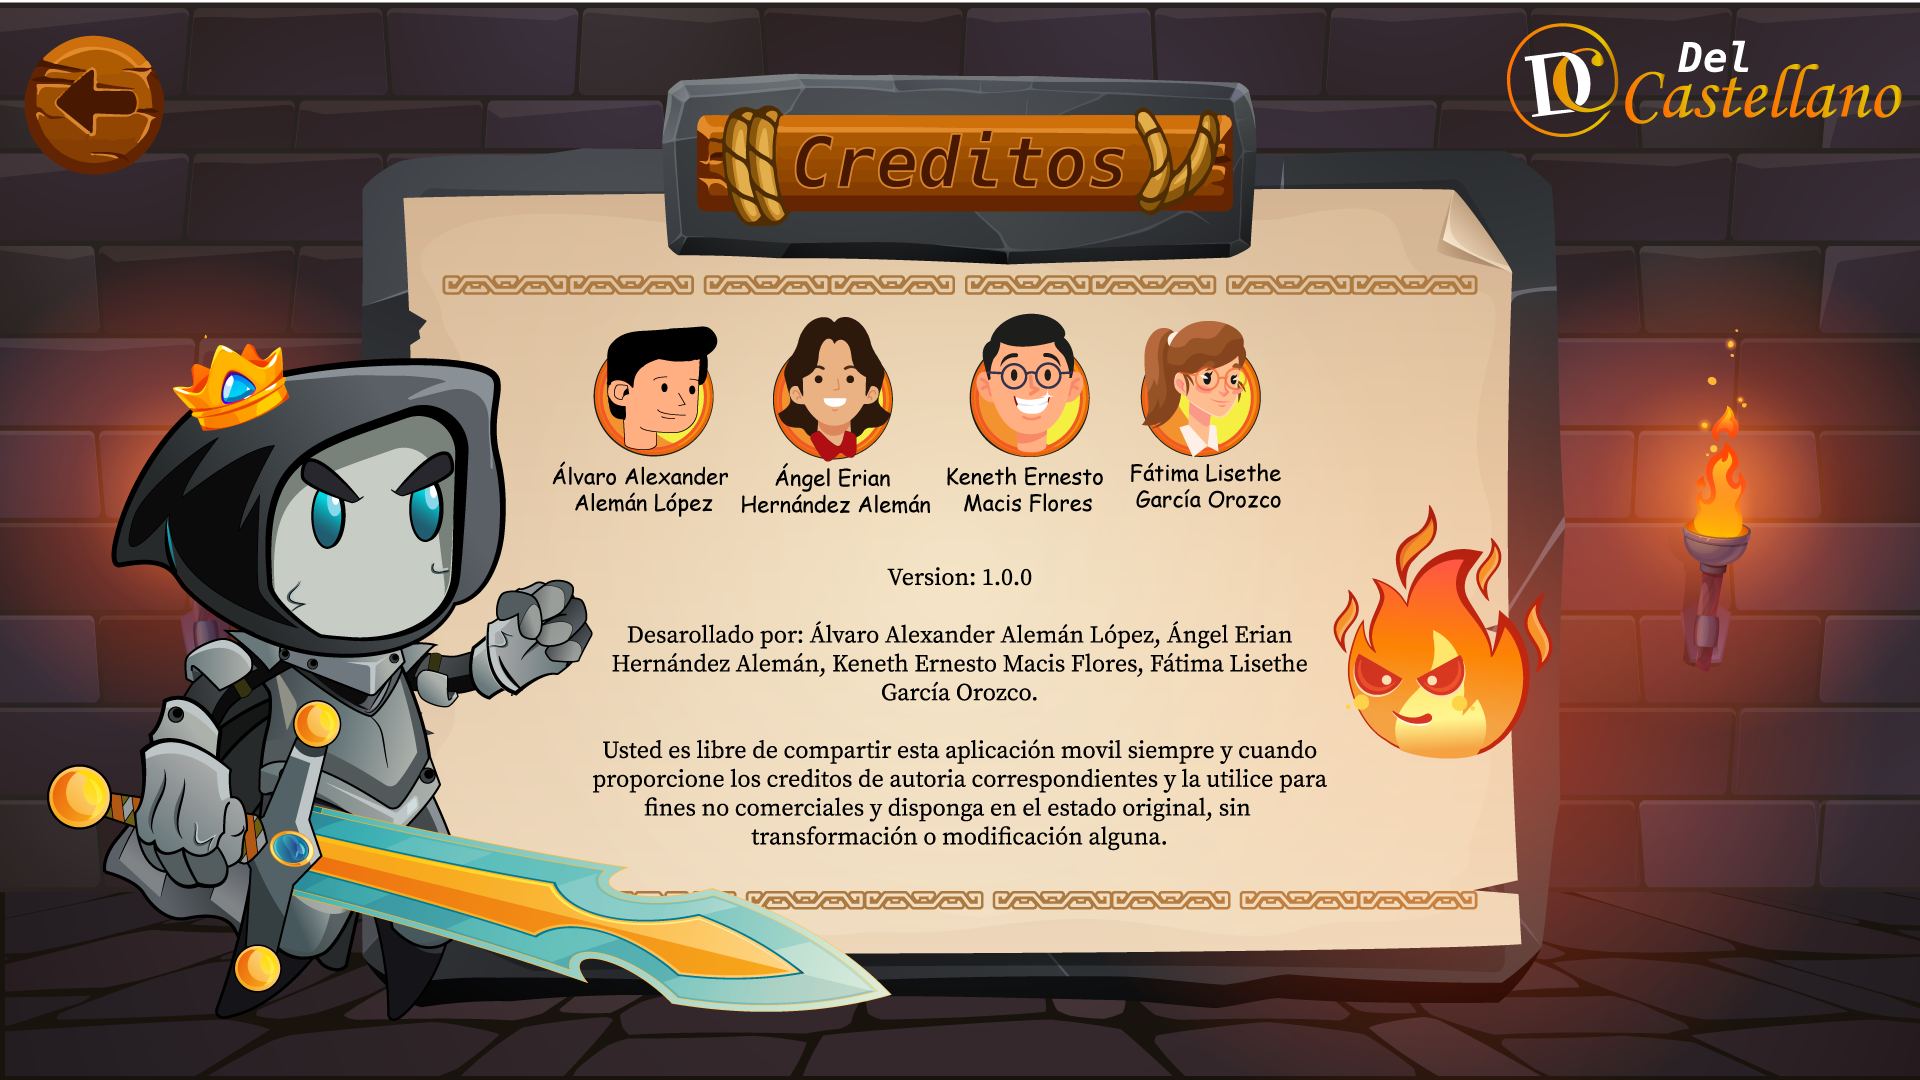 DC Del
Castellano
Creditos
Álvaro Alexander
Alemán López
Ángel Erian
Hernández Alemán
Keneth Ernesto
Macis Flores
Fátima Lisethe
García Orozco
Version: 1.0.0
Desarollado por: Álvaro Alexander Alemán López, Ángel Erian
Hernández Alemán, Keneth Ernesto Macis Flores, Fátima Lisethe
García Orozco.
Usted es libre de compartir esta aplicación movil siempre y cuando
proporcione los creditos de autoria correspondientes y la utilice para
fines no comerciales y disponga en el estado original, sin
transformación o modificación alguna.